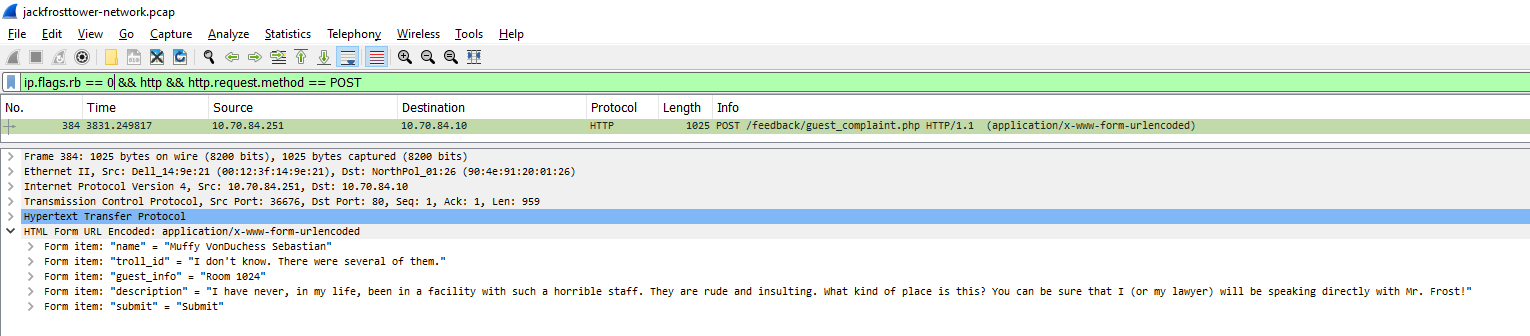 jackfrosttower-network.pcap
File Edit View Go Capture Analyze Statistics Telephony Wireless Tools Help
ip.flags.rb == 0 && http && http.request.method == POST
No. Time Source Destination Protocol Length Info
384 3831.249817 10.70.84.251 10.70.84.10 HTTP 1025 POST /feedback/guest_complaint.php HTTP/1.1 (application/x-www-form-urlencoded)
Frame 384: 1025 bytes on wire (8200 bits), 1025 bytes captured (8200 bits)
Ethernet II, Src: Dell_14:9e:21 (00:12:3f:14:9e:21), Dst: NorthPol_01:26 (90:4e:91:20:01:26)
Internet Protocol Version 4, Src: 10.70.84.251, Dst: 10.70.84.10
Transmission Control Protocol, Src Port: 36676, Dst Port: 80, Seq: 1, Ack: 1, Len: 959
Hypertext Transfer Protocol
HTML Form URL Encoded: application/x-www-form-urlencoded
Form item: "name" = "Muffy VonDuchess Sebastian"
Form item: "troll_id" = "I don't know. There were several of them."
Form item: "guest_info" = "Room 1024"
Form item: "description" = "I have never, in my life, been in a facility with such a horrible staff. They are rude and insulting. What kind of place is this? You can be sure that I (or my lawyer) will be speaking directly with Mr. Frost!"
Form item: "submit" = "Submit"